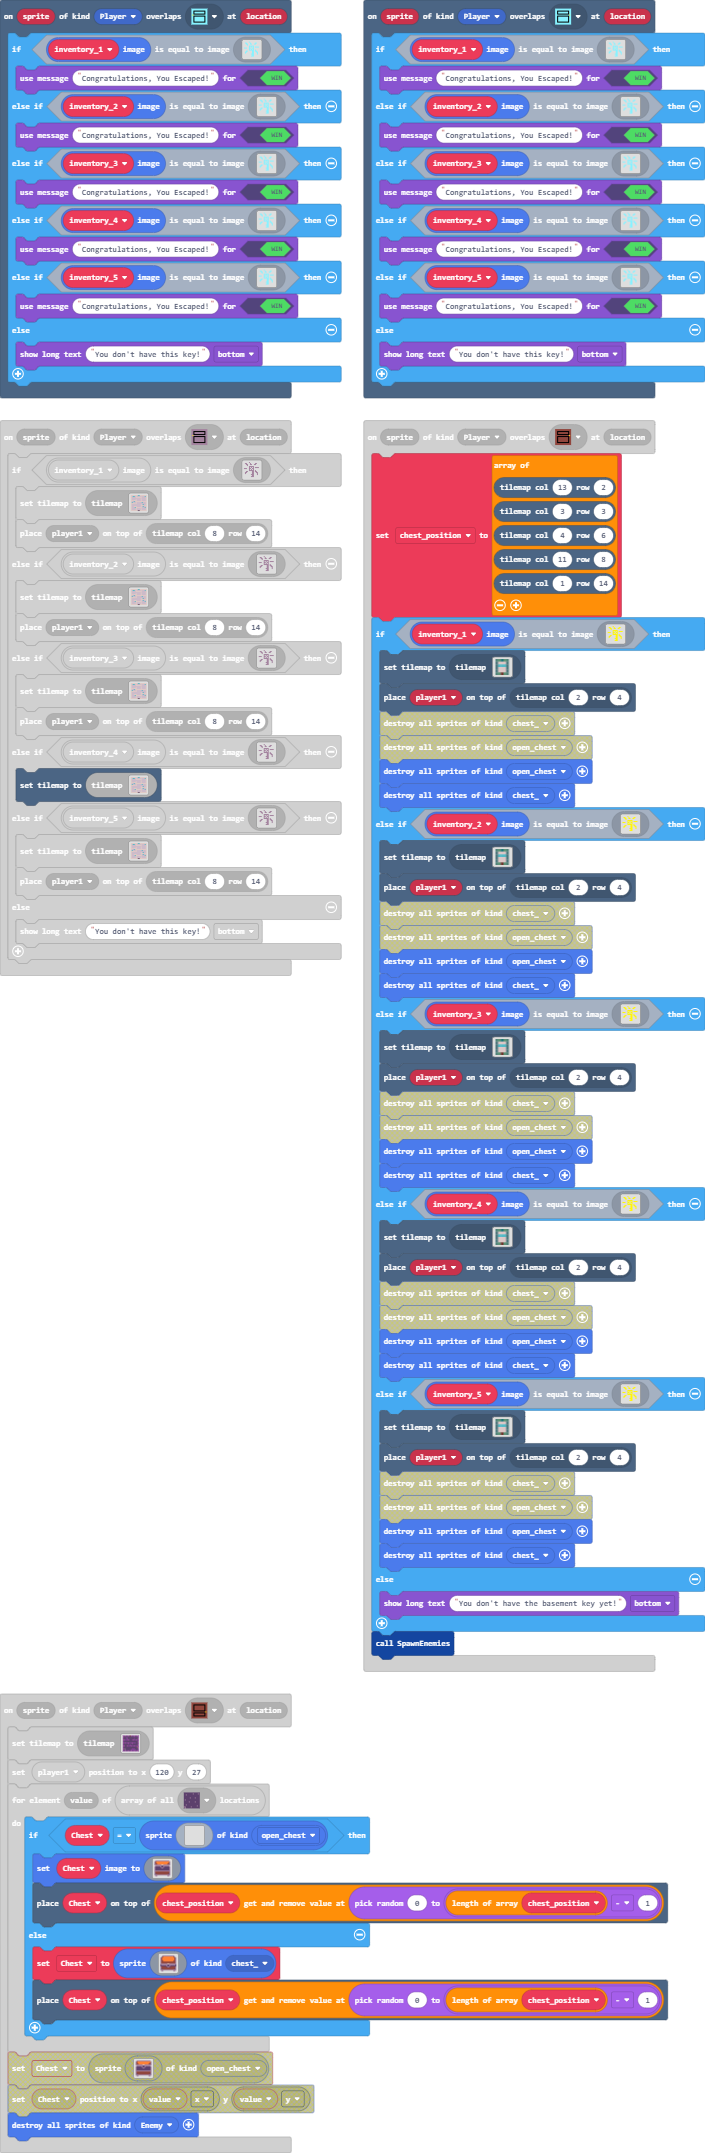 on sprite of kind Player overlaps at location
if inventory_1 image is equal to image then
use message "Congratulations, You Escaped!" for WIN
else if inventory_2 image is equal to image then
use message "Congratulations, You Escaped!" for WIN
else if inventory_3 image is equal to image then
use message "Congratulations, You Escaped!" for WIN
else if inventory_4 image is equal to image then
use message "Congratulations, You Escaped!" for WIN
else if inventory_5 image is equal to image then
use message "Congratulations, You Escaped!" for WIN
else
show long text "You don't have this key!" bottom
on sprite of kind Player overlaps at location
if inventory_1 image is equal to image then
use message "Congratulations, You Escaped!" for WIN
else if inventory_2 image is equal to image then
use message "Congratulations, You Escaped!" for WIN
else if inventory_3 image is equal to image then
use message "Congratulations, You Escaped!" for WIN
else if inventory_4 image is equal to image then
use message "Congratulations, You Escaped!" for WIN
else if inventory_5 image is equal to image then
use message "Congratulations, You Escaped!" for WIN
else
show long text "You don't have this key!" bottom
on sprite of kind Player overlaps at location
if inventory_1 image is equal to image then
set tilemap to tilemap
place player1 on top of tilemap col 8 row 14
else if inventory_2 image is equal to image then
set tilemap to tilemap
place player1 on top of tilemap col 8 row 14
else if inventory_3 image is equal to image then
set tilemap to tilemap
place player1 on top of tilemap col 8 row 14
else if inventory_4 image is equal to image then
set tilemap to tilemap
else if inventory_5 image is equal to image then
set tilemap to tilemap
place player1 on top of tilemap col 8 row 14
else
show long text "You don't have this key!" bottom
on sprite of kind Player overlaps at location
array of
tilemap col 13 row 2
tilemap col 3 row 3
set chest_position to tilemap col 4 row 6
tilemap col 11 row 8
tilemap col 1 row 14
if inventory_1 image is equal to image then
set tilemap to tilemap
place player1 on top of tilemap col 2 row 4
destroy all sprites of kind chest_
destroy all sprites of kind open_chest
destroy all sprites of kind open_chest
destroy all sprites of kind chest_
else if inventory_2 image is equal to image then
set tilemap to tilemap
place player1 on top of tilemap col 2 row 4
destroy all sprites of kind chest_
destroy all sprites of kind open_chest
destroy all sprites of kind open_chest
destroy all sprites of kind chest_
else if inventory_3 image is equal to image then
set tilemap to tilemap
place player1 on top of tilemap col 2 row 4
destroy all sprites of kind chest_
destroy all sprites of kind open_chest
destroy all sprites of kind open_chest
destroy all sprites of kind chest_
else if inventory_4 image is equal to image then
set tilemap to tilemap
place player1 on top of tilemap col 2 row 4
destroy all sprites of kind chest_
destroy all sprites of kind open_chest
destroy all sprites of kind open_chest
destroy all sprites of kind chest_
else if inventory_5 image is equal to image then
set tilemap to tilemap
place player1 on top of tilemap col 2 row 4
destroy all sprites of kind chest_
destroy all sprites of kind open_chest
destroy all sprites of kind open_chest
destroy all sprites of kind chest_
else
show long text "You don't have the basement key yet!" bottom
call SpawnEnemies
on sprite of kind Player overlaps at location
set tilemap to tilemap
set player1 position to x 120 y 27
for element value of array of all locations
do
if Chest = sprite of kind open_chest then
set Chest image to
place Chest on top of chest_position get and remove value at pick random 0 to length of array chest_position - 1
else
set Chest to sprite of kind chest_
place Chest on top of chest_position get and remove value at pick random 0 to length of array chest_position - 1
set Chest to sprite of kind open_chest
set Chest position to x value x y value y
destroy all sprites of kind Enemy